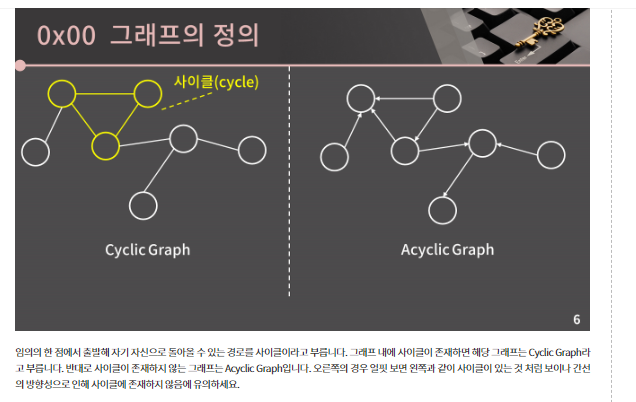 0x00 그래프의 정의
사이클(cycle)
Cyclic Graph
Acyclic Graph
6
임의의 한 점에서 출발해 자기 자신으로 돌아올 수 있는 경로를 사이클이라고 부릅니다. 그래프 내에 사이클이 존재하면 해당 그래프는 Cyclic Graph라
고 부릅니다. 반대로 사이클이 존재하지 않는 그래프는 Acyclic Graph입니다. 오른쪽의 경우 얼핏 보면 왼쪽과 같이 사이클이 있는 것 처럼 보이나 간선
의 방향성으로 인해 사이클에 존재하지 않음에 유의하세요.